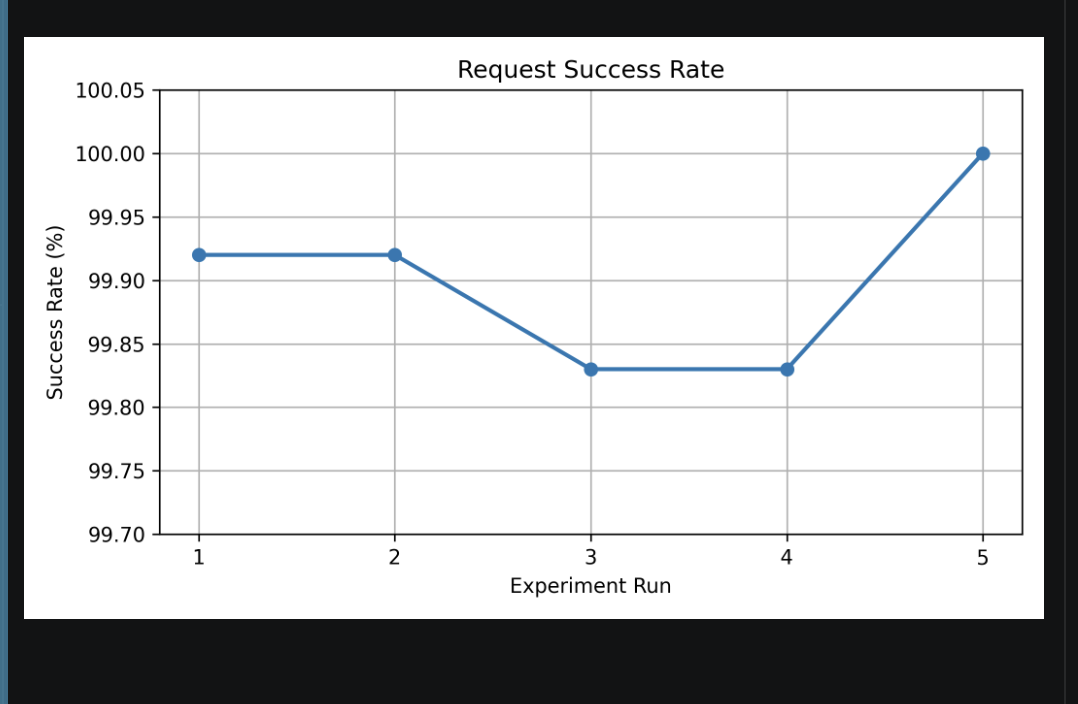 Request Success Rate
100.05
100.00
99.95
99.90
99.85
99.80
99.75
99.70
Success Rate (%)
1 2 3 4 5
Experiment Run